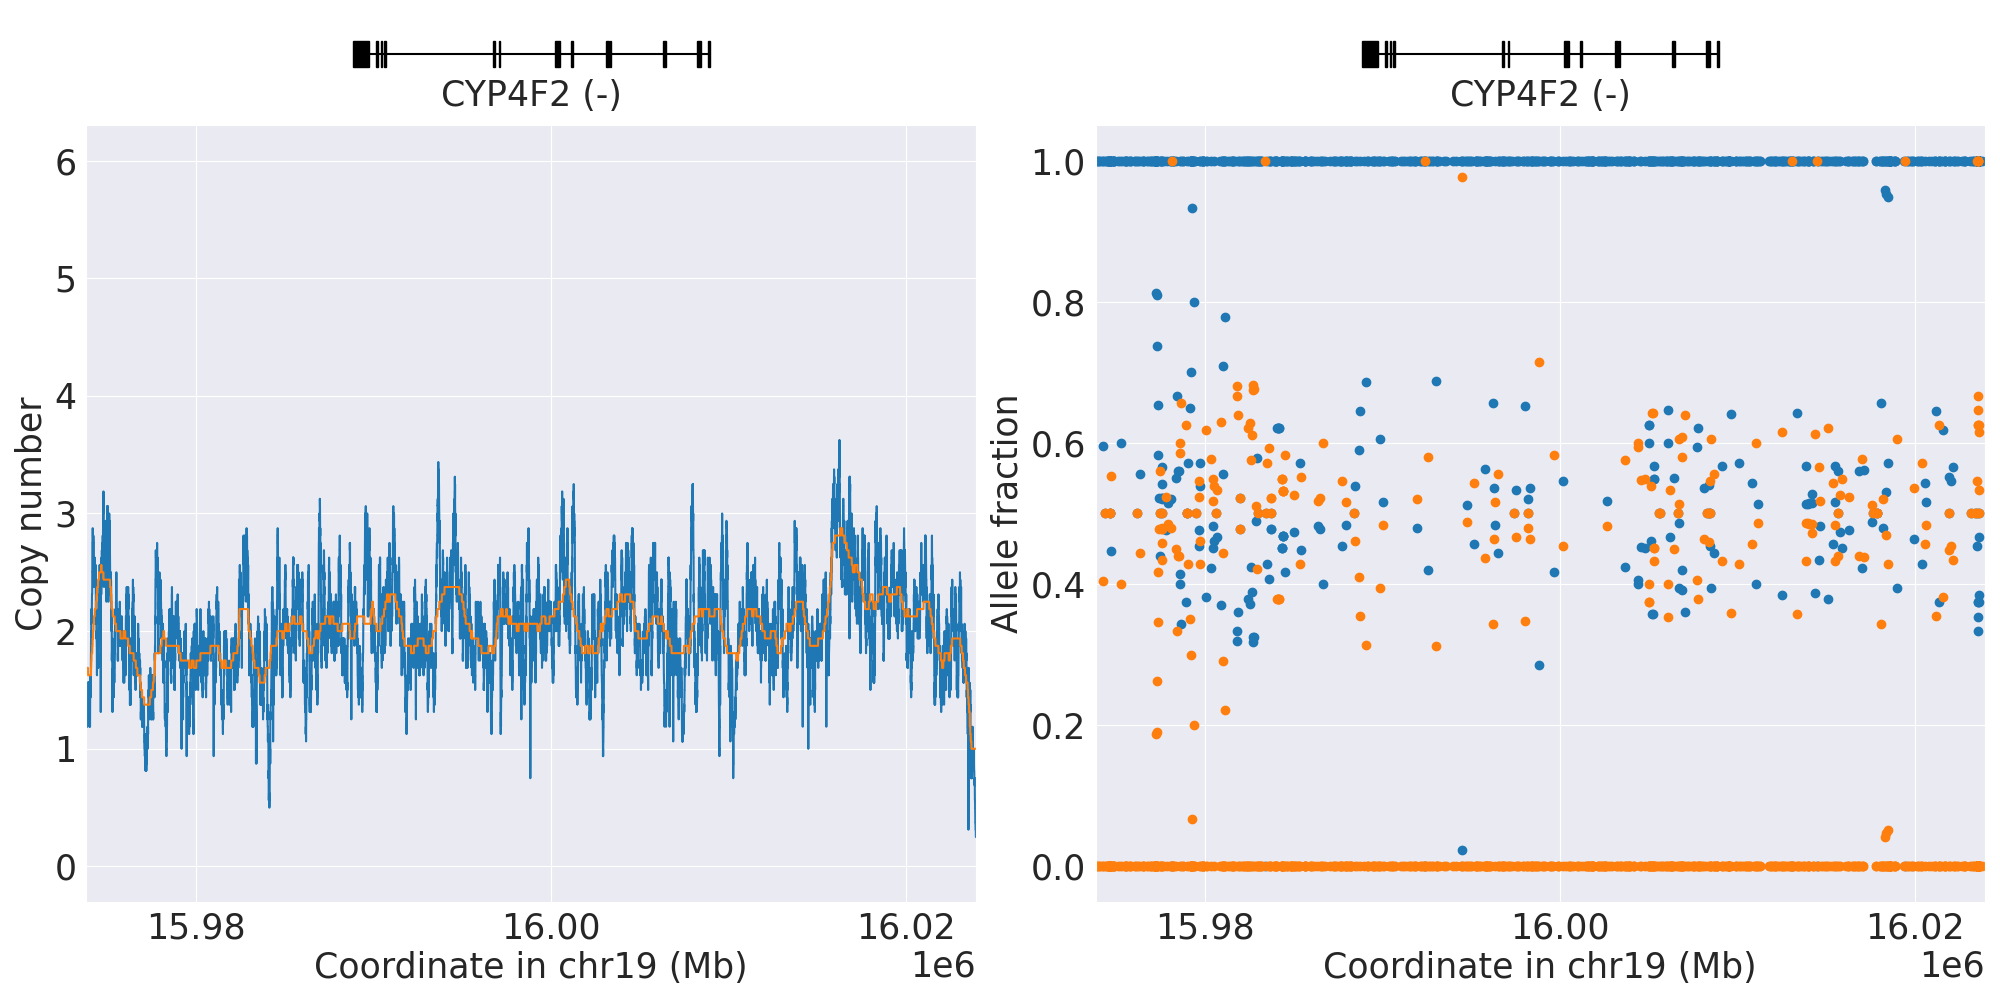 CYP4F2 (-)
6
5
4
3
2
1
0
Copy number
15.98
16.00
16.02
Coordinate in chr19 (Mb)
1e6
CYP4F2 (-)
1.0
0.8
0.6
0.4
0.2
0.0
Allele fraction
15.98
16.00
16.02
Coordinate in chr19 (Mb)
1e6